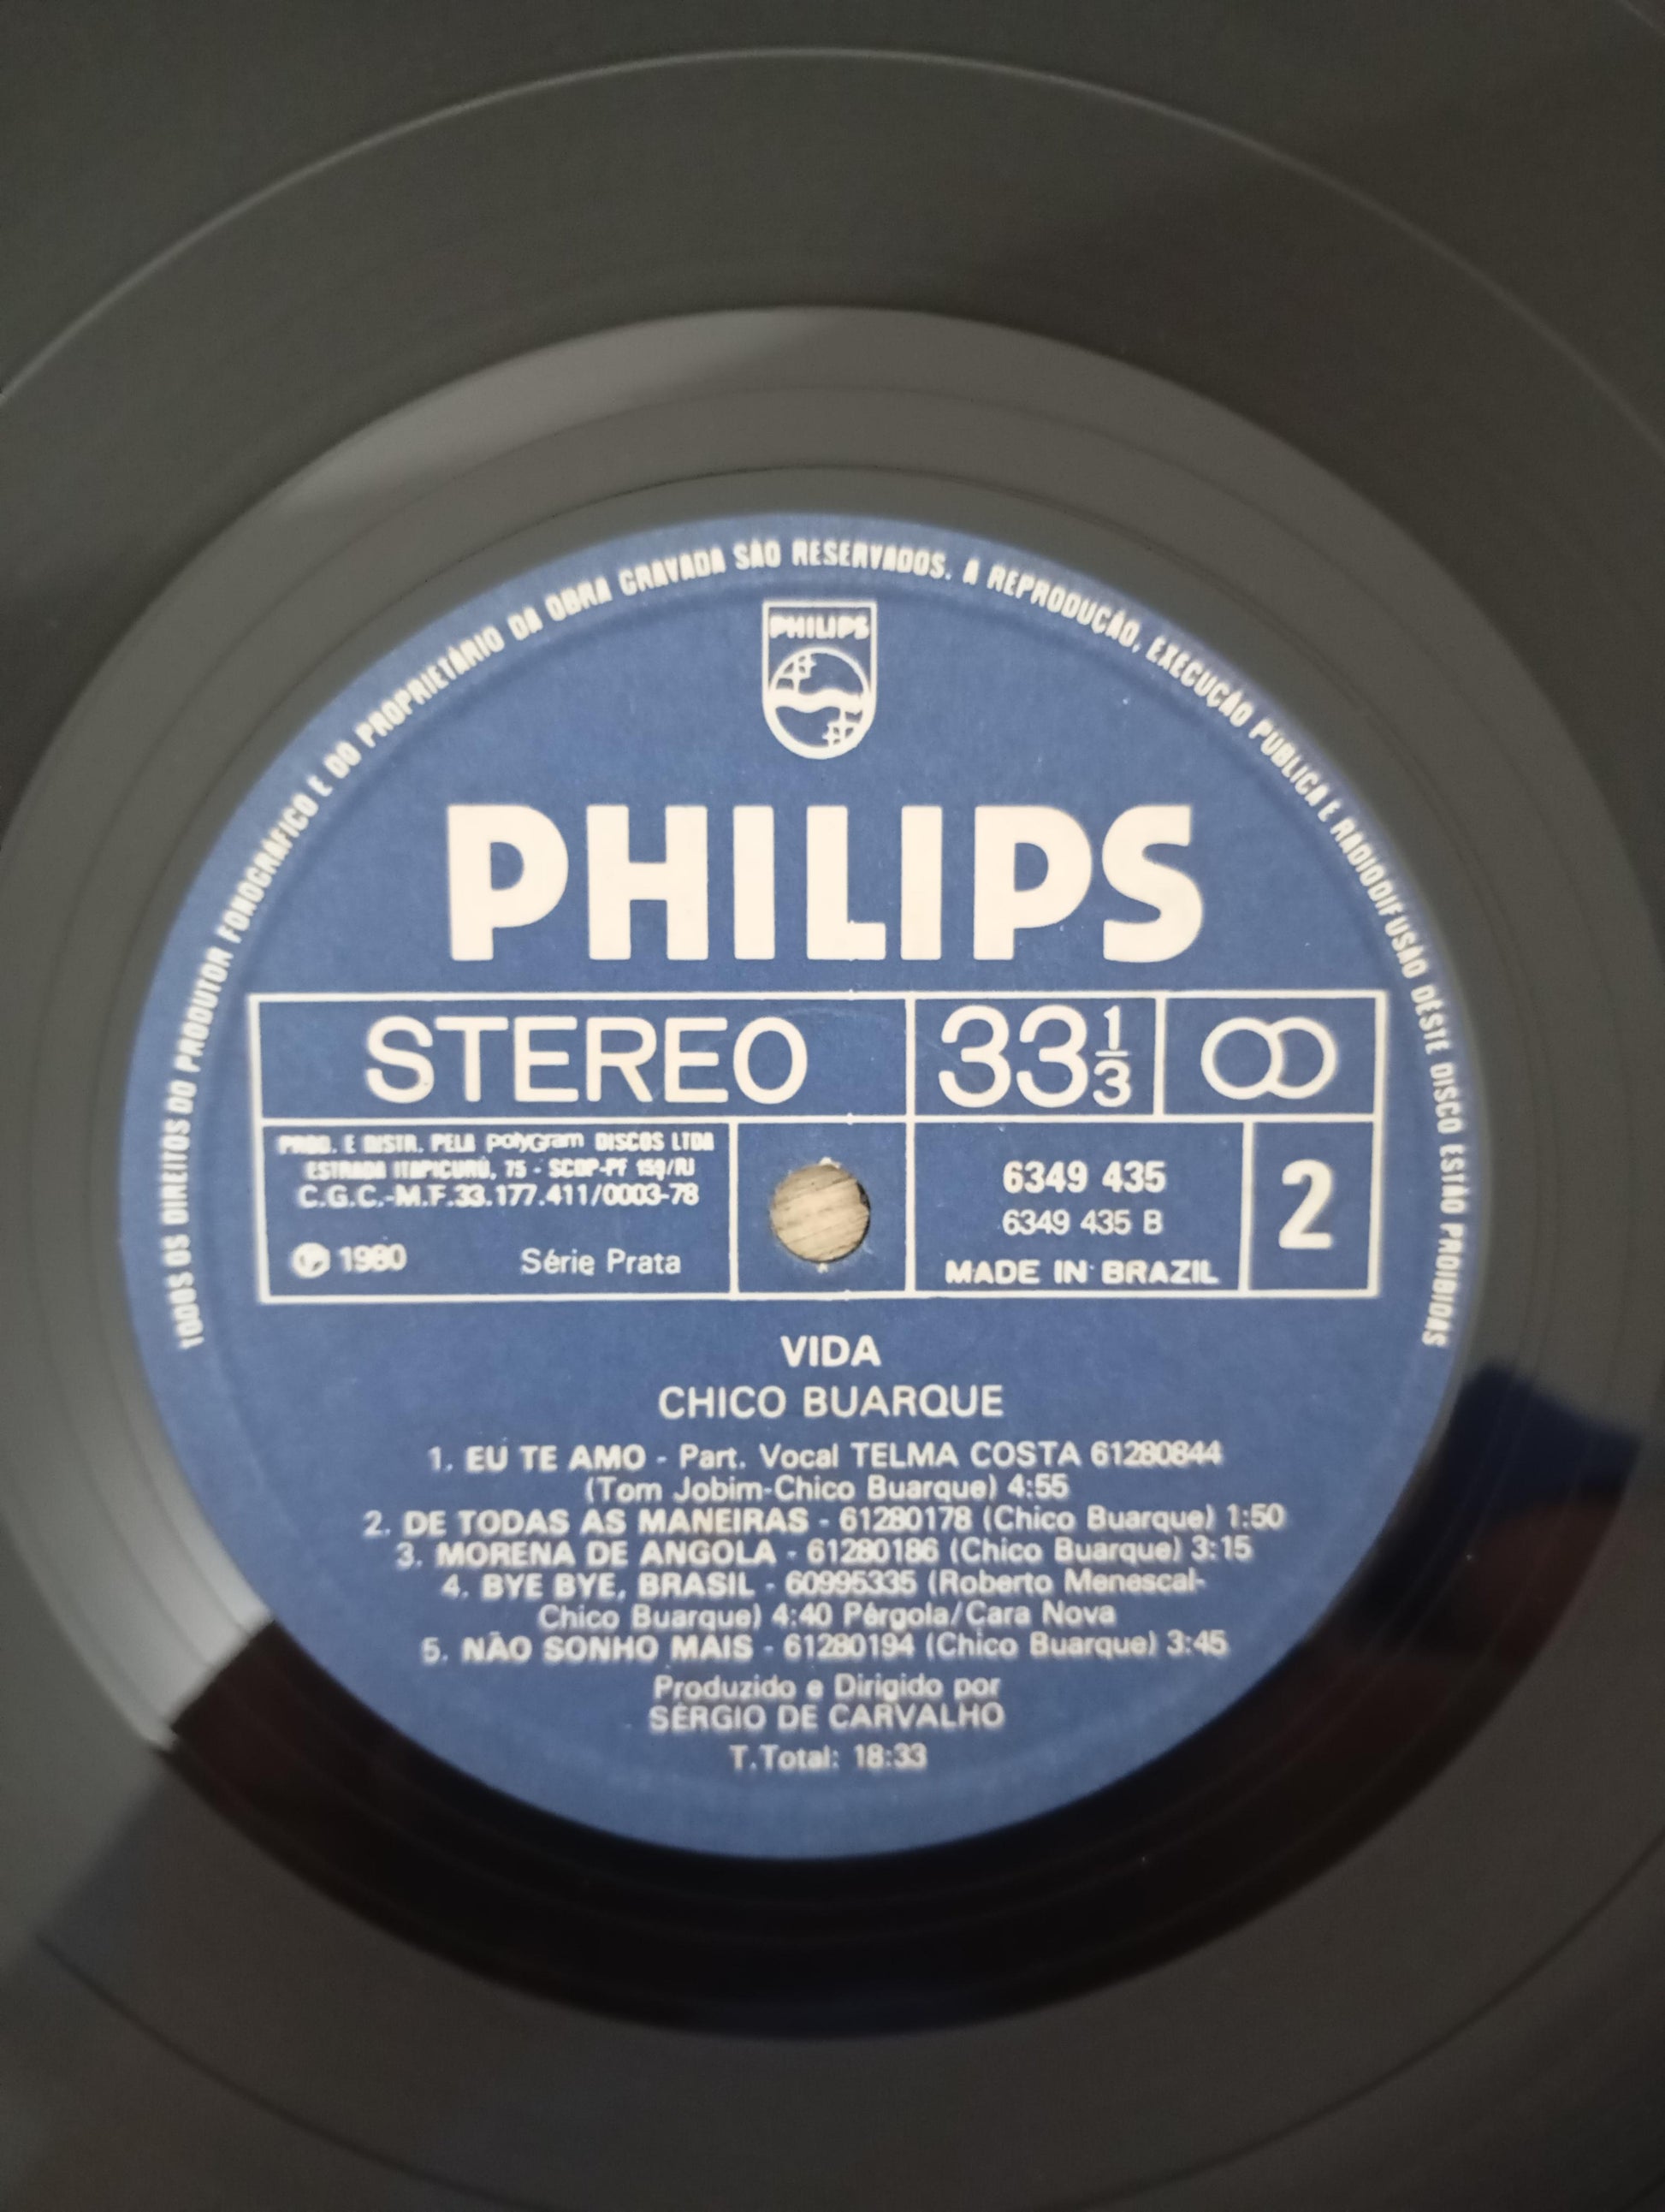 TODOS OS DIREITOS DO PRODUTOR FONOGRÁFICO E DO PROPRIETÁRIO DA OBRA GRAVADA SÃO RESERVADOS. A REPRODUÇÃO, EXECUÇÃO PÚBLICA E RADIODIFUSÃO DESTE DISCO ESTÃO PROIBIDAS
PHILIPS
PHILIPS
STEREO
33 1/3
PROD. E DISTR. PELA polyGram DISCOS LTDA
ESTRADA ITAPICURÚ, 75 - SCDP-PF 159/RJ
C.G.C.-M.F.33.177.411/0003-78
℗ 1980 Série Prata
6349 435
6349 435 B
MADE IN BRAZIL
2
VIDA
CHICO BUARQUE
1. EU TE AMO - Part. Vocal TELMA COSTA 61280844
(Tom Jobim-Chico Buarque) 4:55
2. DE TODAS AS MANEIRAS - 61280178 (Chico Buarque) 1:50
3. MORENA DE ANGOLA - 61280186 (Chico Buarque) 3:15
4. BYE BYE, BRASIL - 60995335 (Roberto Menescal-
Chico Buarque) 4:40 Pérgola/Cara Nova
5. NÃO SONHO MAIS - 61280194 (Chico Buarque) 3:45
Produzido e Dirigido por
SÉRGIO DE CARVALHO
T.Total: 18:33